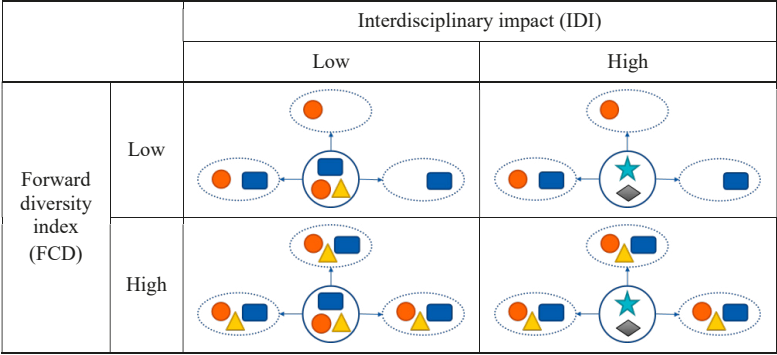 Interdisciplinary impact (IDI)
Low
High
Forward
diversity
index
(FCD)
Low
High